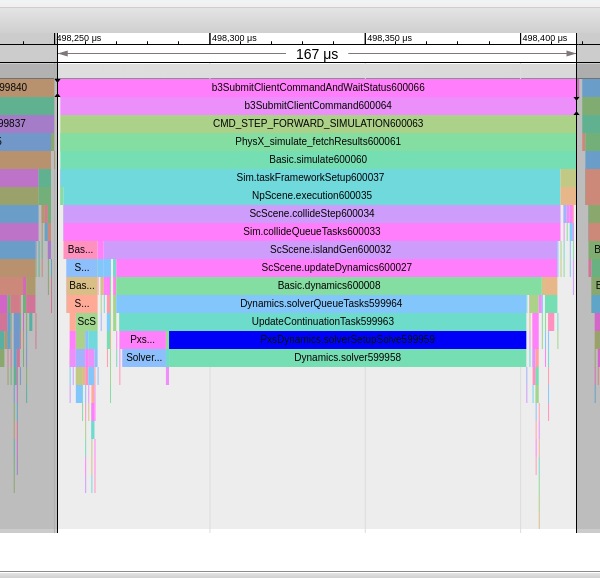 498,250 μs 498,300 μs 498,350 μs 498,400 μs
167 μs
99840 b3SubmitClientCommandAndWaitStatus600066
b3SubmitClientCommand600064
99837 CMD_STEP_FORWARD_SIMULATION600063
PhysX_simulate_fetchResults600061
Basic.simulate600060
Sim.taskFrameworkSetup600037
NpScene.execution600035
ScScene.collideStep600034
Sim.collideQueueTasks600033
Bas... ScScene.islandGen600032
S... ScScene.updateDynamics600027
Bas... Basic.dynamics600008
S... Dynamics.solverQueueTasks599964
ScS UpdateContinuationTask599963
Pxs...
Solver... Dynamics.solver599958